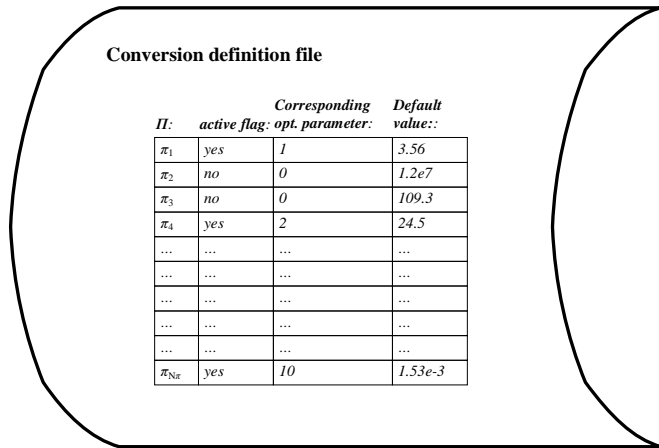 Conversion definition file
Corresponding Default
Π: active flag: opt. parameter: value::
π1 yes 1 3.56
π2 no 0 1.2e7
π3 no 0 109.3
π4 yes 2 24.5
... ... ... ...
... ... ... ...
... ... ... ...
... ... ... ...
... ... ... ...
πNπ yes 10 1.53e-3